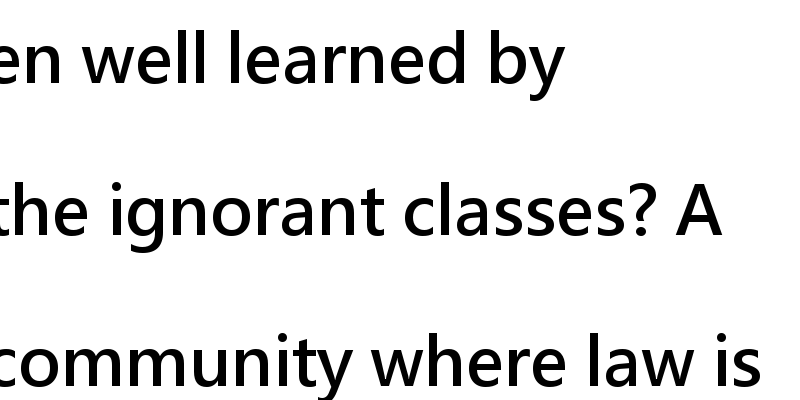 en well learned by
the ignorant classes? A
community where law is